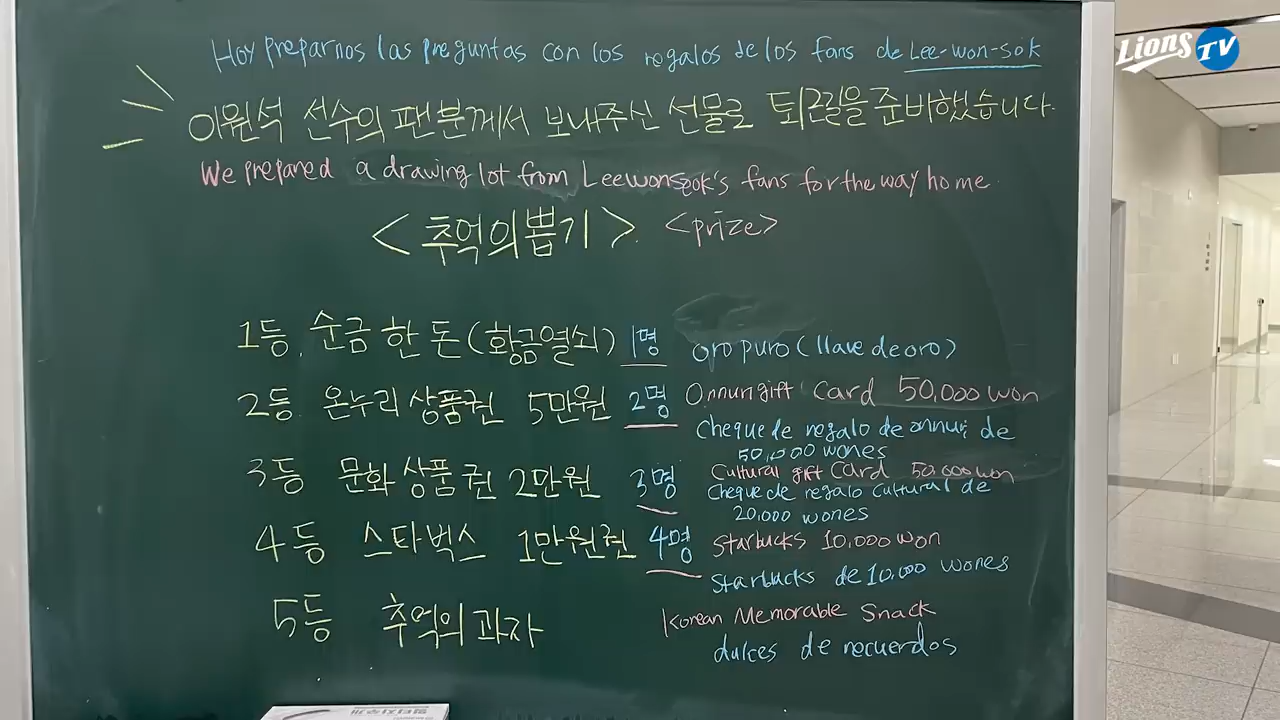 Hoy preparnos las preguntas con los regalos de los fans de Lee-won-sok
Lions TV
이원석 선수의 팬분께서 보내주신 선물로 퇴근길을 준비했습니다.
We prepared a drawing lot from Leewonseok's fans for the way home
<추억의뽑기> <prize>
1등. 순금 한 돈 (황금열쇠) 1명 oro puro (llave de oro)
2등. 온누리 상품권 5만원 2명 Onnuri gift Card 50,000 won
Cheque de regalo de onnuri de
50,000 wones
3등 문화 상품권 2만원 3명 Cultural gift Card 50,000 won
Cheque de regalo cultural de
20,000 wones
4등 스타벅스 1만원권 4명 Starbucks 10,000 won
Starbucks de 10,000 wones
5등 추억의 과자 Korean Memorable Snack
dulces de recuerdos